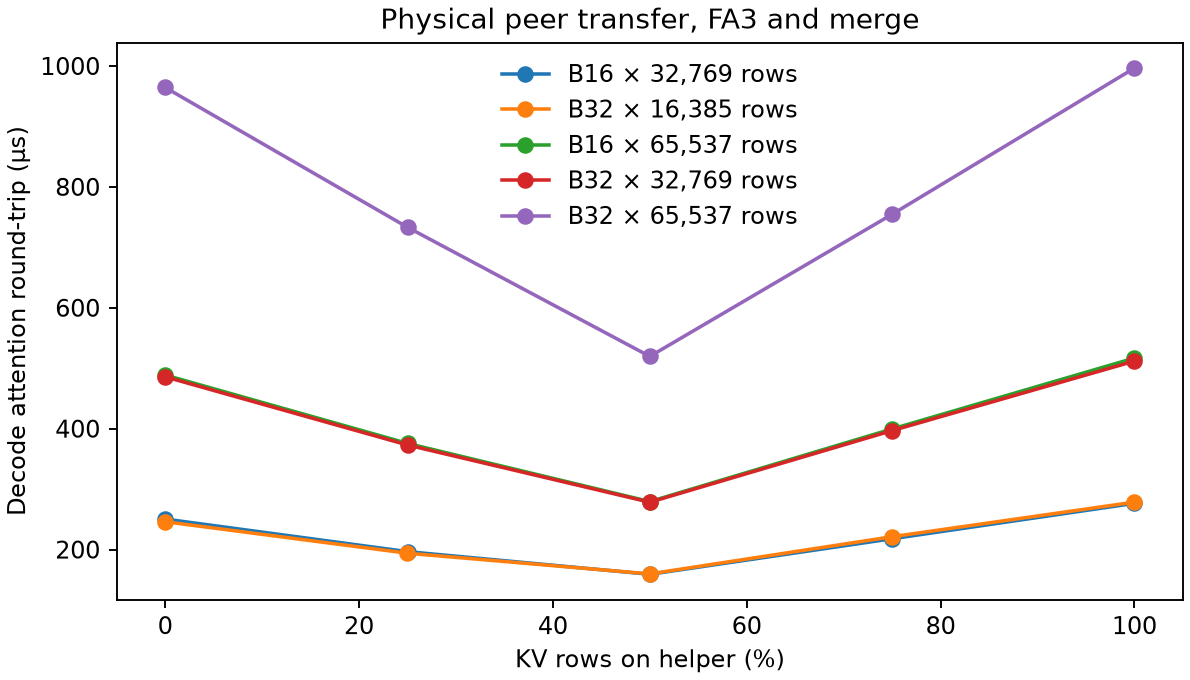 Physical peer transfer, FA3 and merge
Decode attention round-trip (µs)
1000
800
600
400
200
B16 × 32,769 rows
B32 × 16,385 rows
B16 × 65,537 rows
B32 × 32,769 rows
B32 × 65,537 rows
0
20
40
60
80
100
KV rows on helper (%)